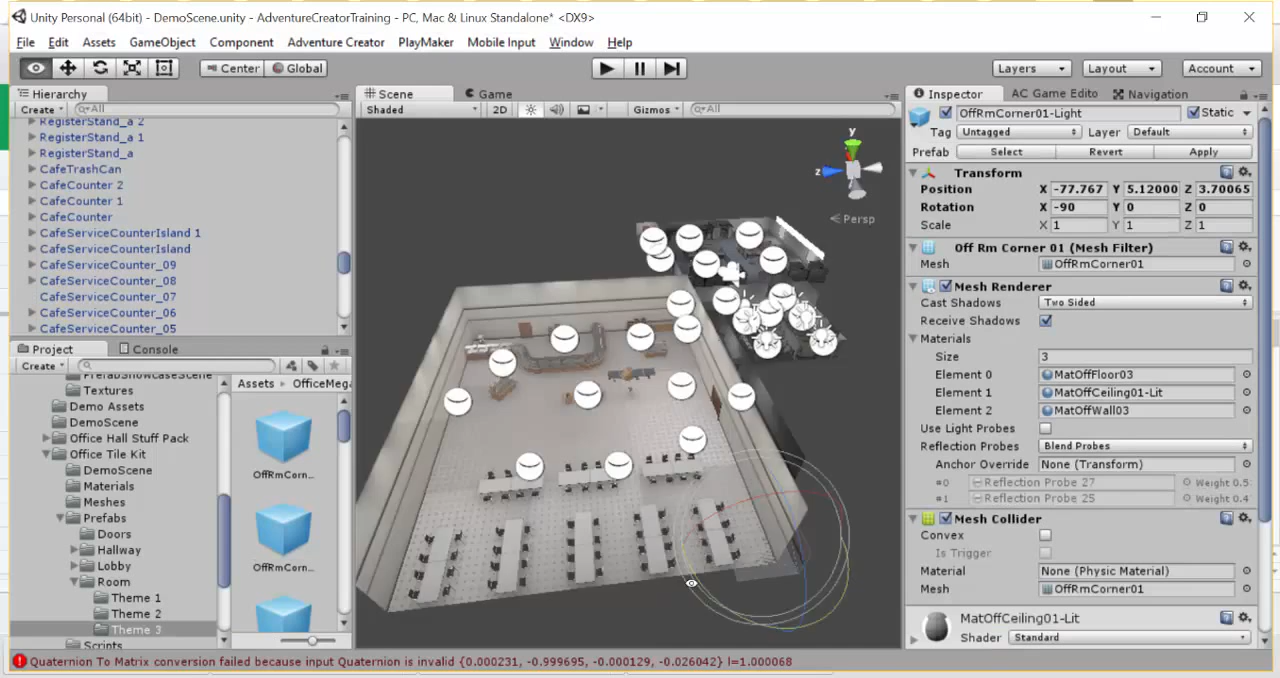 Unity Personal (64bit) - DemoScene.unity - AdventureCreatorTraining - PC, Mac & Linux Standalone* <DX9>
File Edit Assets GameObject Component Adventure Creator PlayMaker Mobile Input Window Help
Center Global Layers Layout Account
Hierarchy
Create All
RegisterStand_a 2
RegisterStand_a 1
RegisterStand_a
CafeTrashCan
CafeCounter 2
CafeCounter 1
CafeCounter
CafeServiceCounterIsland 1
CafeServiceCounterIsland
CafeServiceCounter_09
CafeServiceCounter_08
CafeServiceCounter_07
CafeServiceCounter_06
CafeServiceCounter_05
Project Console
Create
PrefabShowcaseScene
Textures
Demo Assets
DemoScene
Office Hall Stuff Pack
Office Tile Kit
DemoScene
Materials
Meshes
Prefabs
Doors
Hallway
Lobby
Room
Theme 1
Theme 2
Theme 3
Scripts
Assets OfficeMega
OffRmCorn...
OffRmCorn...
Scene Game
Shaded 2D Gizmos All
y
z
Persp
Inspector AC Game Edito Navigation
OffRmCorner01-Light Static
Tag Untagged Layer Default
Prefab Select Revert Apply
Transform
Position X -77.767 Y 5.12000 Z 3.70065
Rotation X -90 Y 0 Z 0
Scale X 1 Y 1 Z 1
Off Rm Corner 01 (Mesh Filter)
Mesh OffRmCorner01
Mesh Renderer
Cast Shadows Two Sided
Receive Shadows
Materials
Size 3
Element 0 MatOffFloor03
Element 1 MatOffCeiling01-Lit
Element 2 MatOffWall03
Use Light Probes
Reflection Probes Blend Probes
Anchor Override None (Transform)
#0 Reflection Probe 27 Weight 0.5
#1 Reflection Probe 25 Weight 0.4
Mesh Collider
Convex
Is Trigger
Material None (Physic Material)
Mesh OffRmCorner01
MatOffCeiling01-Lit
Shader Standard
Quaternion To Matrix conversion failed because input Quaternion is invalid {0.000231, -0.999695, -0.000129, -0.026042} l=1.000068